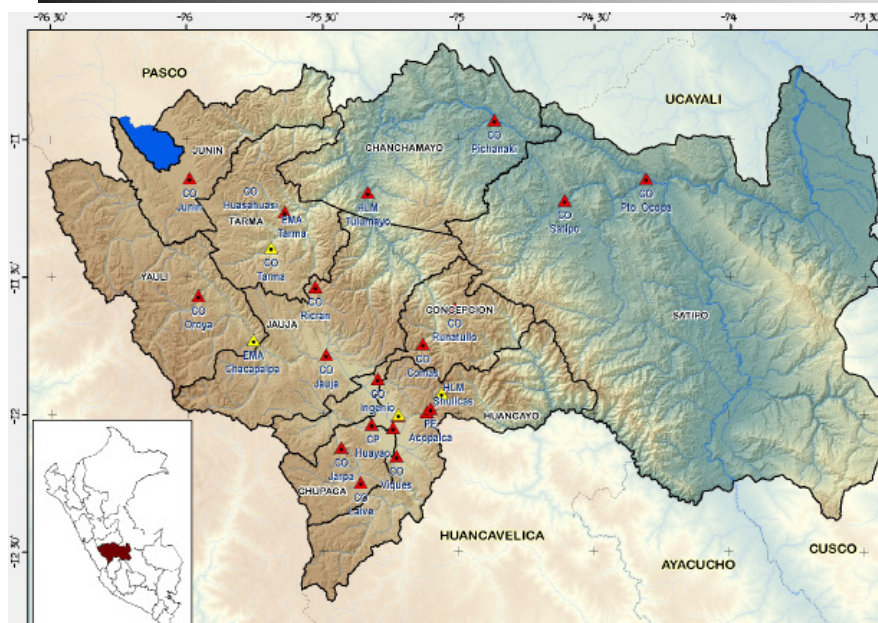 -76 30'
-76
-75 30'
-75
-74 30'
-74
-73 30'
PASCO
UCAYALI
-11
CO
Pichanaki
JUNIN
CHANCHAMAYO
CO
Junin
CO
Huasahuasi
HLM
Tulumayo
CO
Satipo
CO
Pto. Ocopa
TARMA
EMA
Tarma
CO
Tarma
-11 30'
YAULI
CO
Oroya
CO
Ricran
CONCEPCION
CO
Runatullo
SATIPO
JAUJA
EMA
Chacapalpa
CO
Jauja
CO
Comas
CO
Ingenio
HLM
Shullcas
-12
HUANCAYO
PE
Acopalca
CP
Huayao
CO
Jarpa
CO
Viques
CHUPACA
CO
Laive
HUANCAVELICA
-12 30'
AYACUCHO
CUSCO